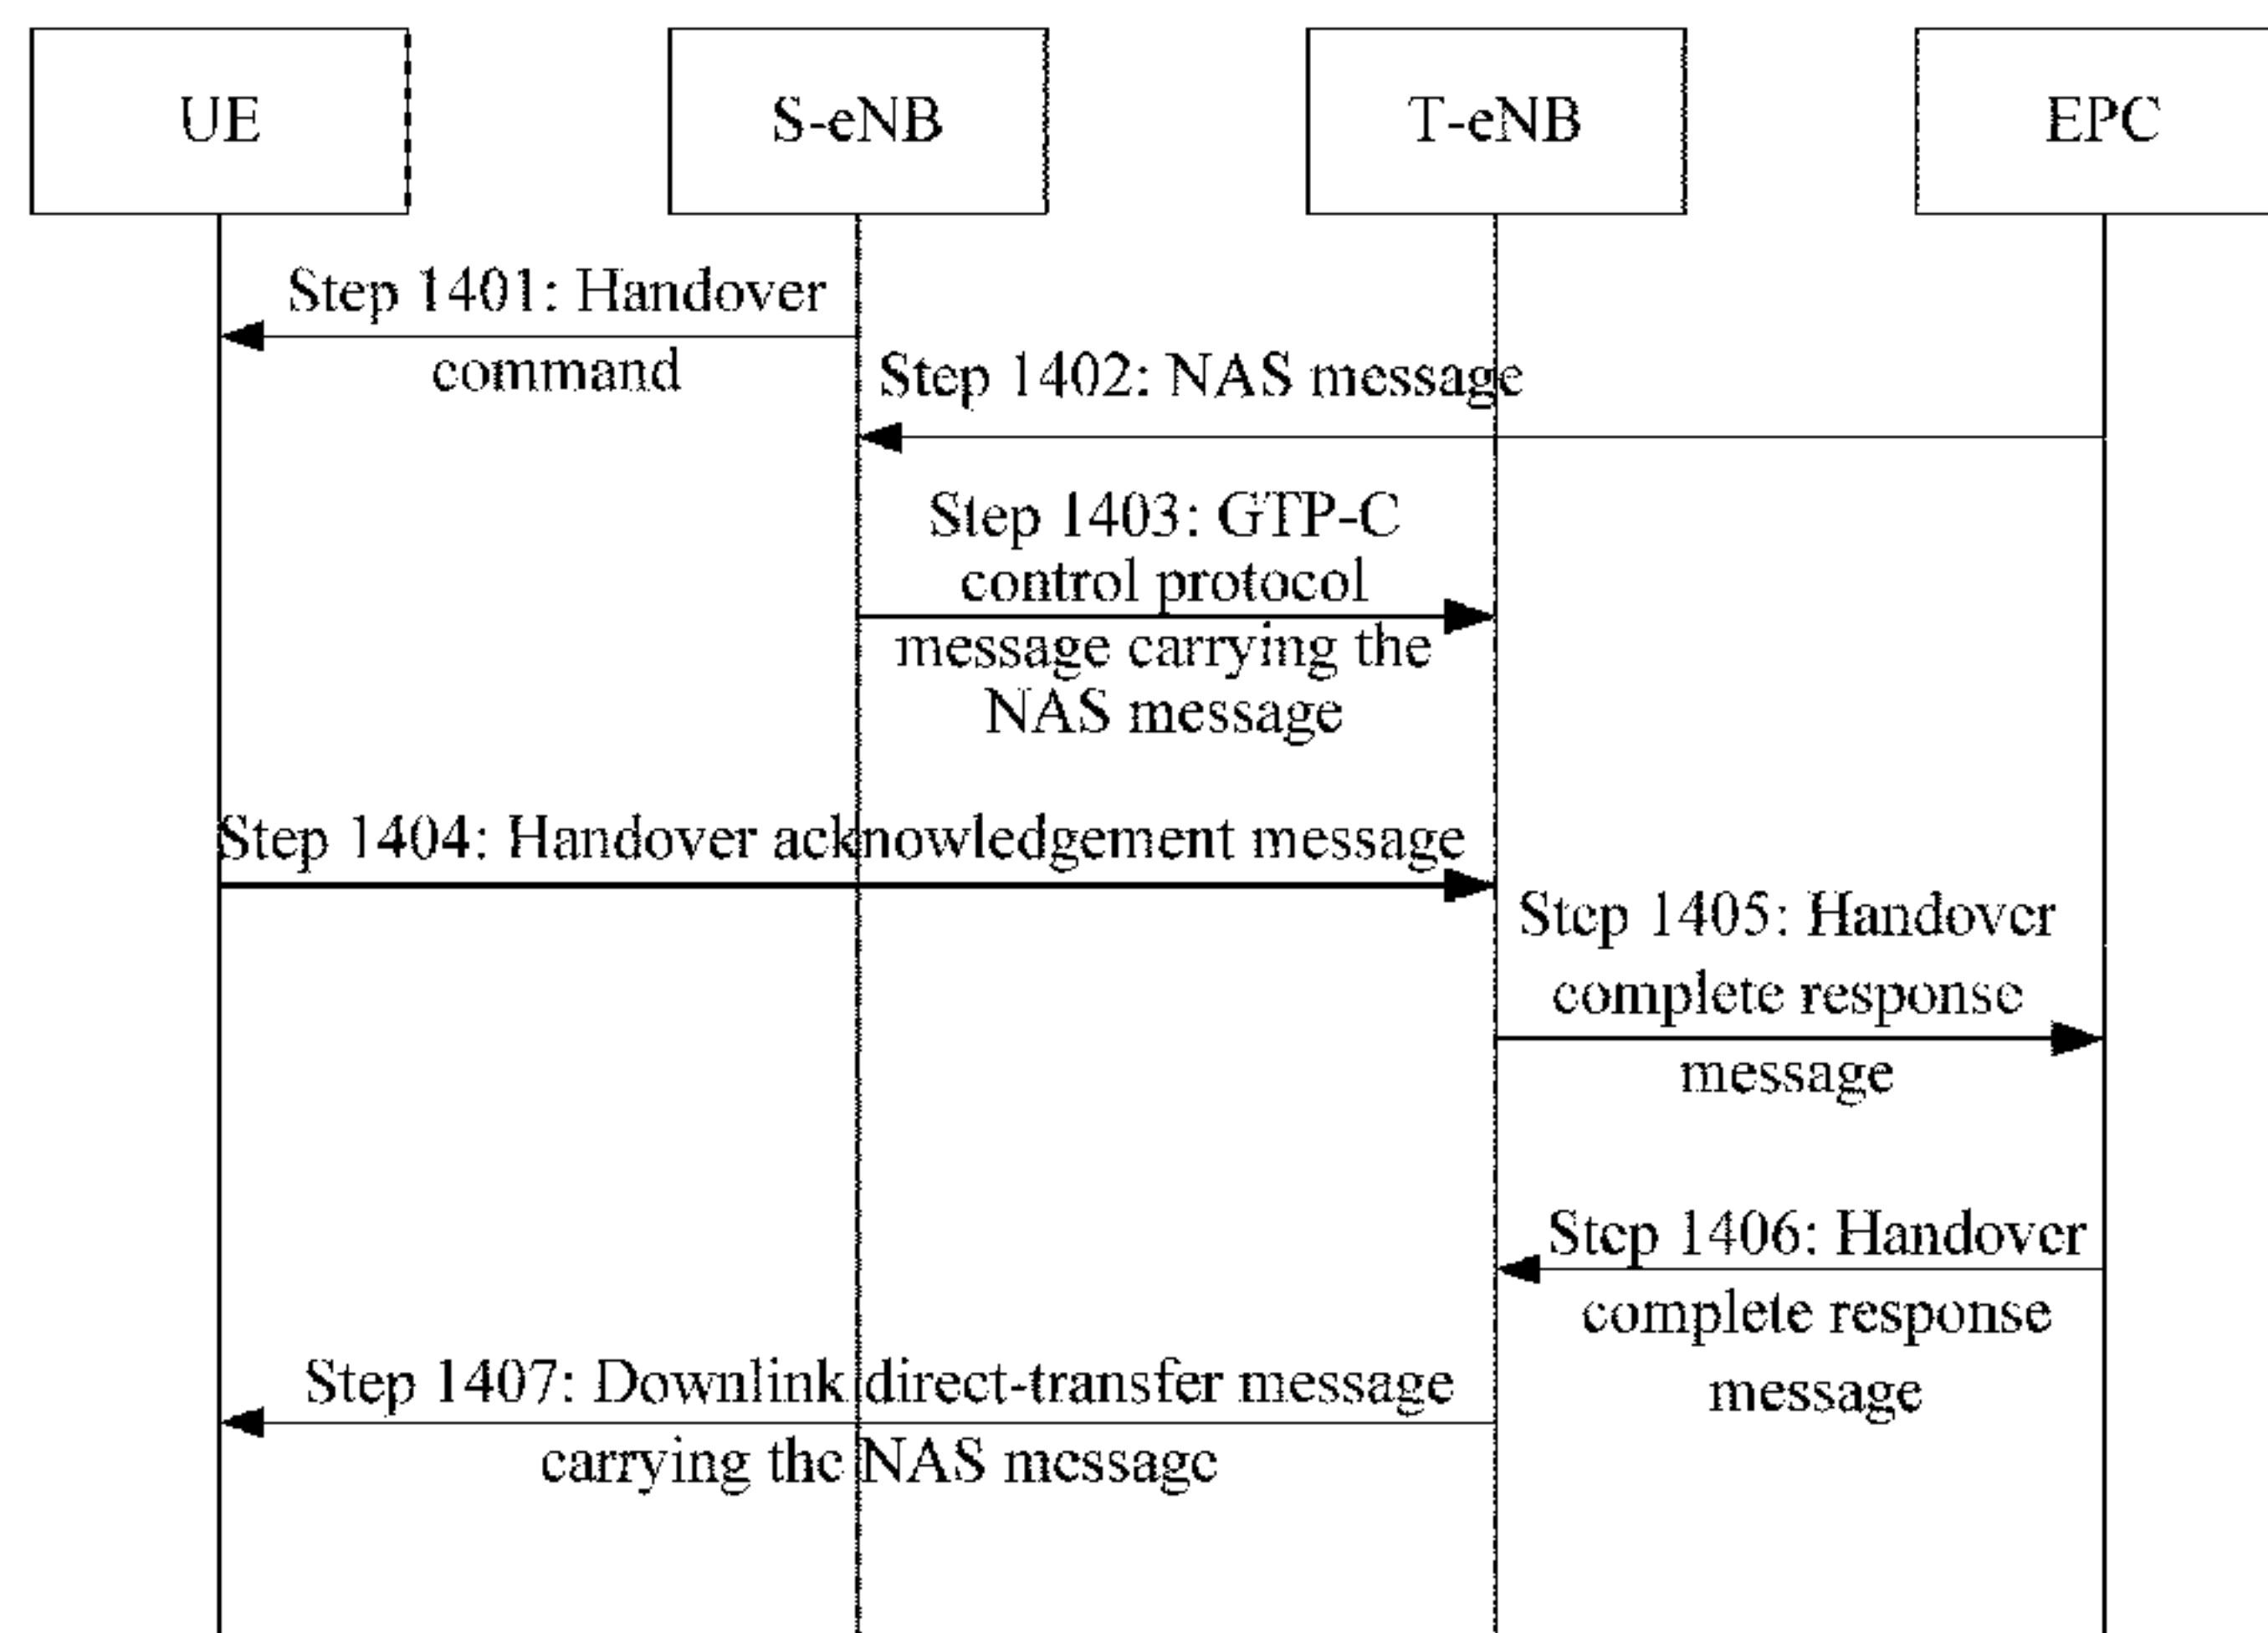 UE
S-eNB
T-eNB
EPC
Step 1401: Handover
command
Step 1402: NAS message
Step 1403: GTP-C
control protocol
message carrying the
NAS message
Step 1404: Handover acknowledgement message
Step 1405: Handover
complete response
message
Step 1406: Handover
complete response
message
Step 1407: Downlink direct-transfer message
carrying the NAS message